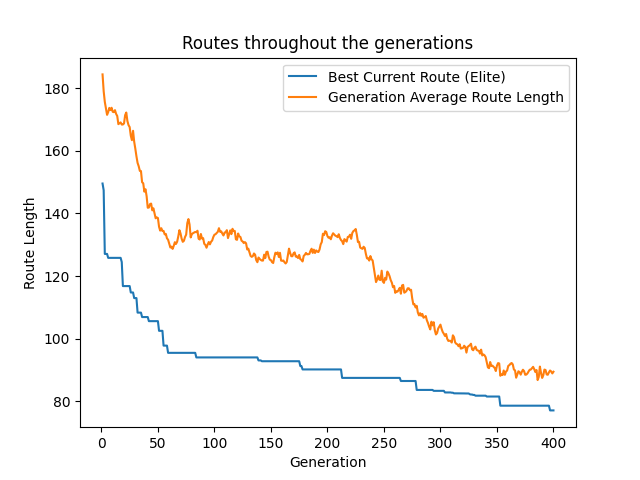 Routes throughout the generations
Best Current Route (Elite)
Generation Average Route Length
Route Length
180
160
140
120
100
80
0 50 100 150 200 250 300 350 400
Generation